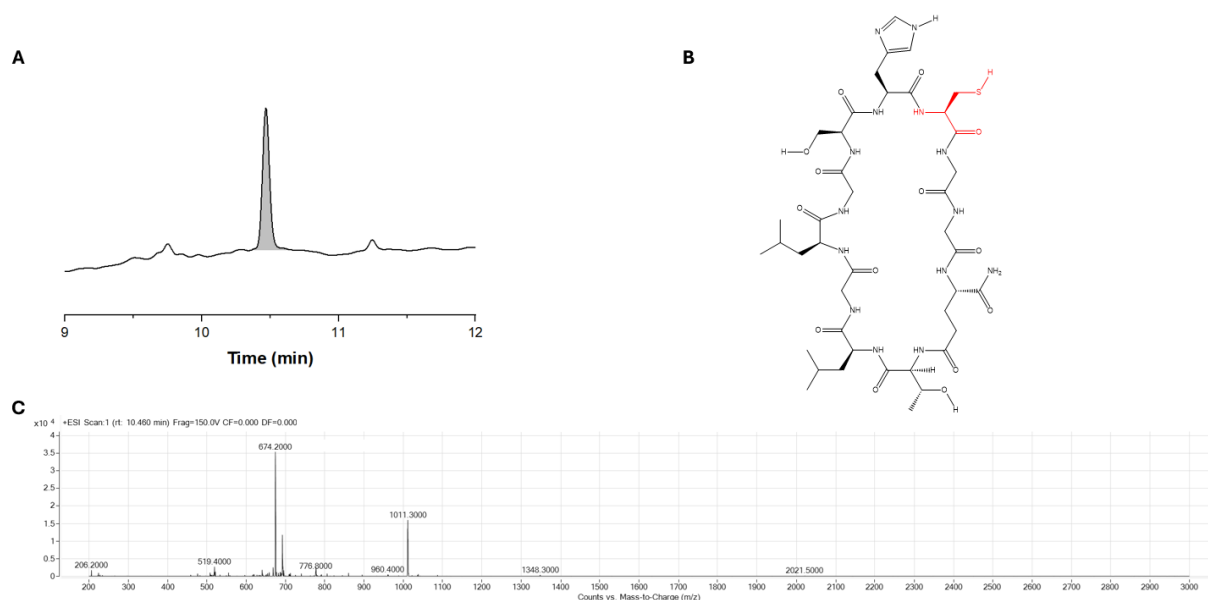 A
9
10
11
12
Time (min)
B
H
N
N
O
O
H
S
O
NH
NH
O
H
O
NH
O
NH
O
NH
O
NH
NH
O
NH
O
NH
O
NH
NH₂
O
O
NH
O
NH
O
O
H
H
C
x10 4
+ESI Scan:1 (rt: 10.460 min) Frag=150.0V CF=0.000 DF=0.000
4
3.5
3
2.5
2
1.5
1
0.5
0
674.2000
1011.3000
206.2000
519.4000
776.8000
960.4000
1348.3000
2021.5000
200 300 400 500 600 700 800 900 1000 1100 1200 1300 1400 1500 1600 1700 1800 1900 2000 2100 2200 2300 2400 2500 2600 2700 2800 2900 3000
Counts vs. Mass-to-Charge (m/z)